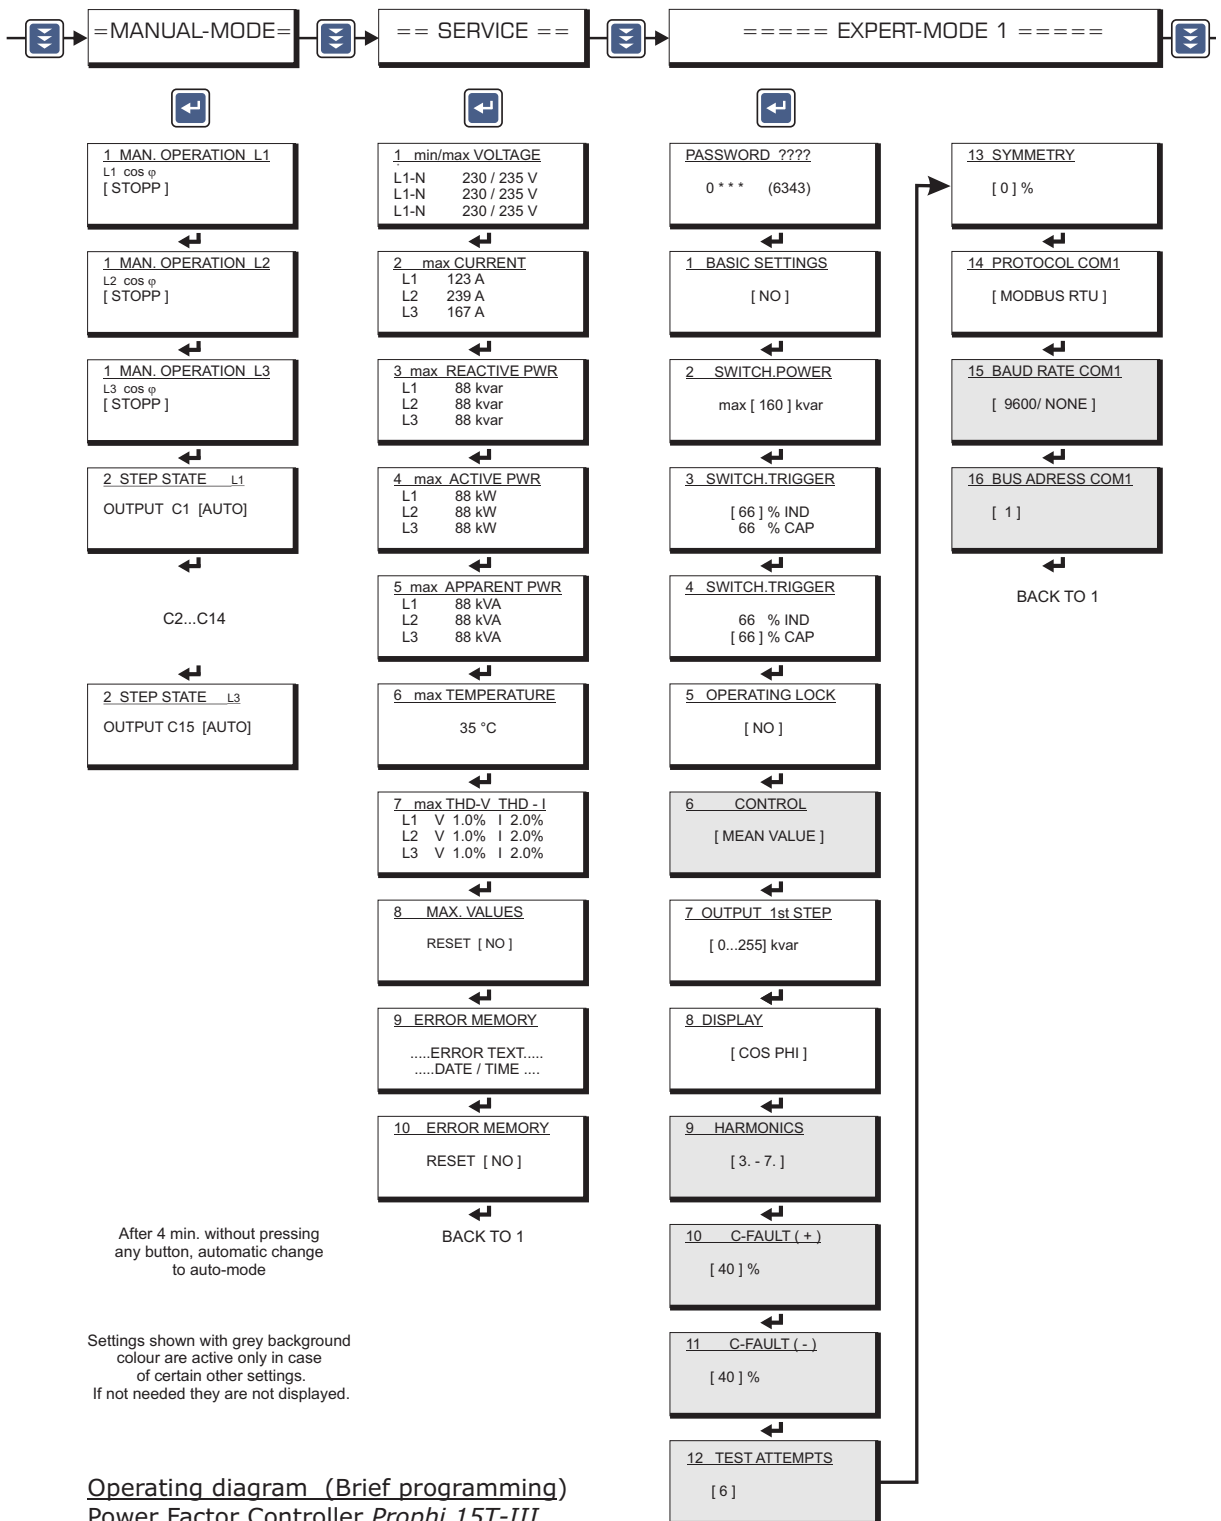 =MANUAL-MODE=
== SERVICE ==
===== EXPERT-MODE 1 =====
1 MAN. OPERATION L1
L1 cos φ
[ STOPP ]
1 MAN. OPERATION L2
L2 cos φ
[ STOPP ]
1 MAN. OPERATION L3
L3 cos φ
[ STOPP ]
2 STEP STATE L1
OUTPUT C1 [AUTO]
C2...C14
2 STEP STATE L3
OUTPUT C15 [AUTO]
After 4 min. without pressing
any button, automatic change
to auto-mode
Settings shown with grey background
colour are active only in case
of certain other settings.
If not needed they are not displayed.
1 min/max VOLTAGE
L1-N 230 / 235 V
L1-N 230 / 235 V
L1-N 230 / 235 V
2 max CURRENT
L1 123 A
L2 239 A
L3 167 A
3 max REACTIVE PWR
L1 88 kvar
L2 88 kvar
L3 88 kvar
4 max ACTIVE PWR
L1 88 kW
L2 88 kW
L3 88 kW
5 max APPARENT PWR
L1 88 kVA
L2 88 kVA
L3 88 kVA
6 max TEMPERATURE
35 °C
7 max THD-V THD - I
L1 V 1.0% I 2.0%
L2 V 1.0% I 2.0%
L3 V 1.0% I 2.0%
8 MAX. VALUES
RESET [ NO ]
9 ERROR MEMORY
.....ERROR TEXT.....
.....DATE / TIME ....
10 ERROR MEMORY
RESET [ NO ]
BACK TO 1
PASSWORD ????
0 * * * (6343)
1 BASIC SETTINGS
[ NO ]
2 SWITCH.POWER
max [ 160 ] kvar
3 SWITCH.TRIGGER
[ 66 ] % IND
66 % CAP
4 SWITCH.TRIGGER
66 % IND
[ 66 ] % CAP
5 OPERATING LOCK
[ NO ]
6 CONTROL
[ MEAN VALUE ]
7 OUTPUT 1st STEP
[ 0...255] kvar
8 DISPLAY
[ COS PHI ]
9 HARMONICS
[ 3. - 7. ]
10 C-FAULT ( + )
[ 40 ] %
11 C-FAULT ( - )
[ 40 ] %
12 TEST ATTEMPTS
[ 6 ]
13 SYMMETRY
[ 0 ] %
14 PROTOCOL COM1
[ MODBUS RTU ]
15 BAUD RATE COM1
[ 9600/ NONE ]
16 BUS ADRESS COM1
[ 1 ]
BACK TO 1
Operating diagram (Brief programming)
Power Factor Controller Prophi 15T-III